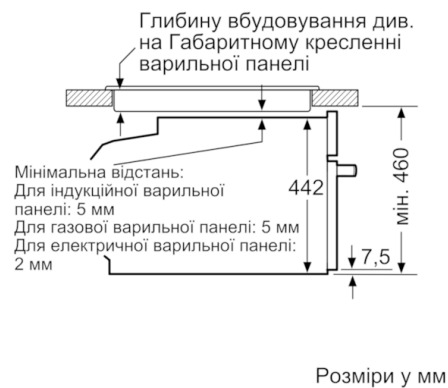 Глибину вбудовування див.
на Габаритному кресленні
варильної панелі
Мінімальна відстань:
Для індукційної варильної
панелі: 5 мм
Для газової варильної панелі: 5 мм
Для електричної варильної панелі:
2 мм
442
мін. 460
7,5
Розміри у мм